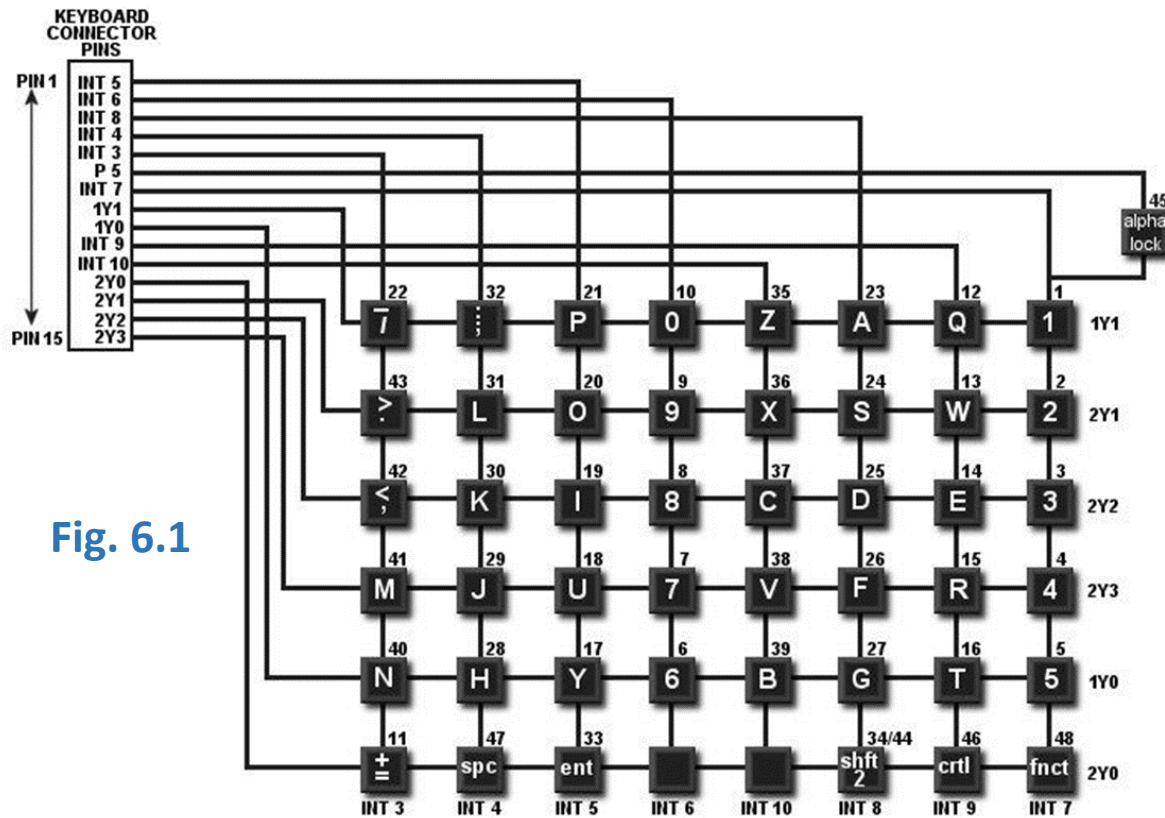 KEYBOARD
CONNECTOR
PINS
PIN 1
INT 5
INT 6
INT 8
INT 4
INT 3
P 5
INT 7
1Y1
1Y0
INT 9
INT 10
2Y0
2Y1
2Y2
2Y3
PIN 15
45
alpha
lock
22 32 21 10 35 23 12 1
ī ; P 0 Z A Q 1 1Y1
43 31 20 9 36 24 13 2
> . L O 9 X S W 2 2Y1
42 30 19 8 37 25 14 3
< , K I 8 C D E 3 2Y2
Fig. 6.1
41 29 18 7 38 26 15 4
M J U 7 V F R 4 2Y3
40 28 17 6 39 27 16 5
N H Y 6 B G T 5 1Y0
11 47 33 34/44 46 48
+ = spc ent shft 2 crtl fnct 2Y0
INT 3 INT 4 INT 5 INT 6 INT 10 INT 8 INT 9 INT 7